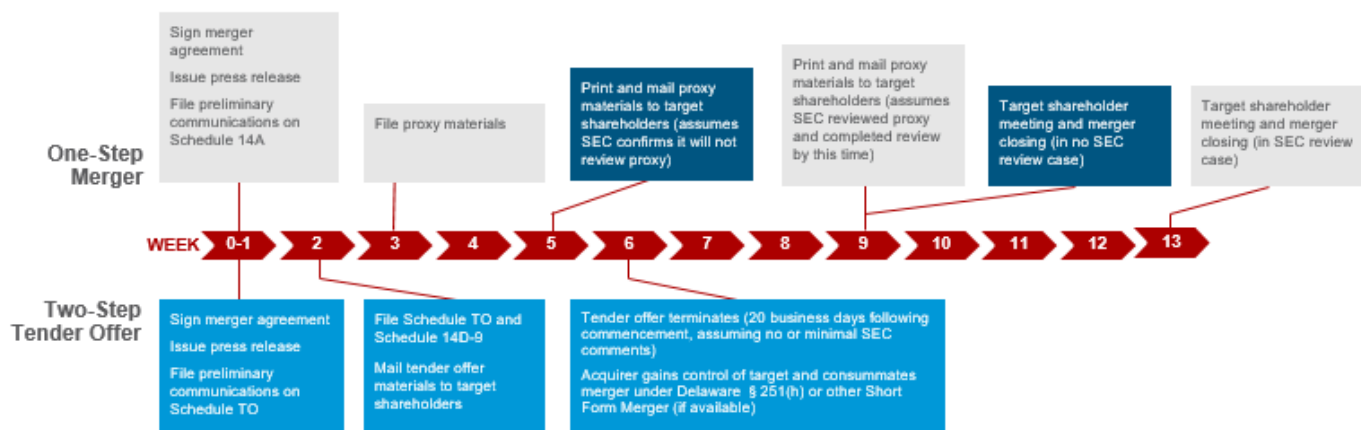 One-Step
Merger
Sign merger
agreement
Issue press release
File preliminary
communications on
Schedule 14A
File proxy materials
Print and mail proxy
materials to target
shareholders (assumes
SEC confirms it will not
review proxy)
Print and mail proxy
materials to target
shareholders (assumes
SEC reviewed proxy
and completed review
by this time)
Target shareholder
meeting and merger
closing (in no SEC
review case)
Target shareholder
meeting and merger
closing (in SEC review
case)
WEEK 0-1 2 3 4 5 6 7 8 9 10 11 12 13
Two-Step
Tender Offer
Sign merger agreement
Issue press release
File preliminary
communications on
Schedule TO
File Schedule TO and
Schedule 14D-9
Mail tender offer
materials to target
shareholders
Tender offer terminates (20 business days following
commencement, assuming no or minimal SEC
comments)
Acquirer gains control of target and consummates
merger under Delaware § 251(h) or other Short
Form Merger (if available)